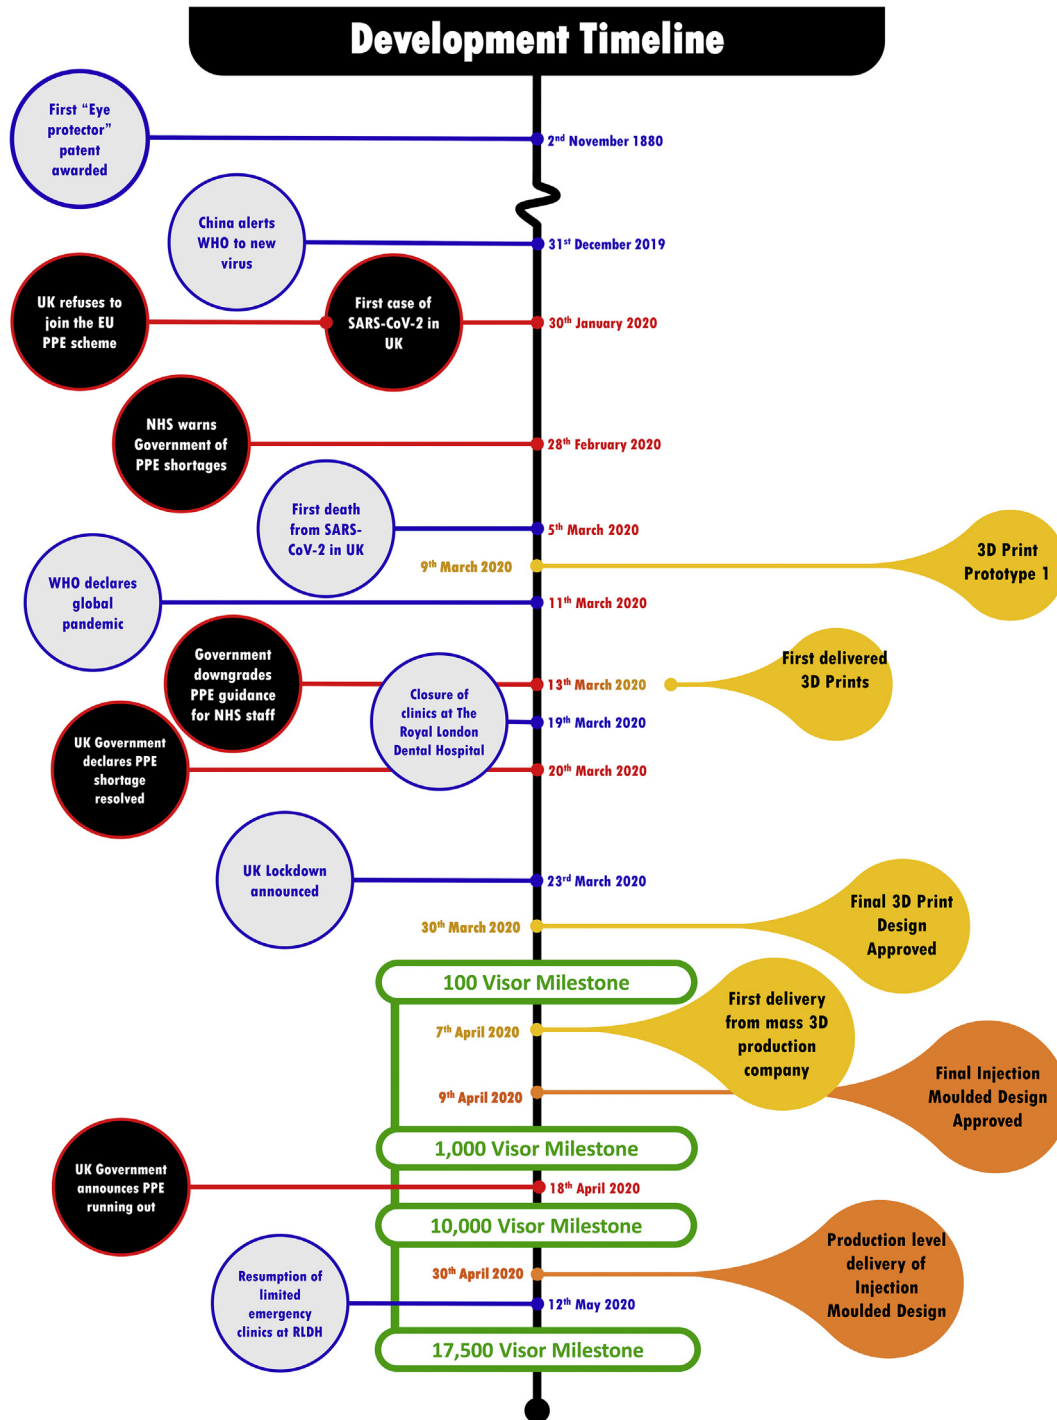 Development Timeline
First “Eye
protector”
patent
awarded
2nd November 1880
China alerts
WHO to new
virus
31st December 2019
UK refuses to
join the EU
PPE scheme
First case of
SARS-CoV-2 in
UK
30th January 2020
NHS warns
Government of
PPE shortages
28th February 2020
First death
from SARS-
CoV-2 in UK
5th March 2020
9th March 2020
3D Print
Prototype 1
WHO declares
global
pandemic
11th March 2020
Government
downgrades
PPE guidance
for NHS staff
13th March 2020
First delivered
3D Prints
Closure of
clinics at The
Royal London
Dental Hospital
19th March 2020
UK Government
declares PPE
shortage
resolved
20th March 2020
UK Lockdown
announced
23rd March 2020
30th March 2020
Final 3D Print
Design
Approved
100 Visor Milestone
7th April 2020
First delivery
from mass 3D
production
company
9th April 2020
Final Injection
Moulded Design
Approved
1,000 Visor Milestone
UK Government
announces PPE
running out
18th April 2020
10,000 Visor Milestone
30th April 2020
Production level
delivery of
Injection
Moulded Design
Resumption of
limited
emergency
clinics at RLDH
12th May 2020
17,500 Visor Milestone